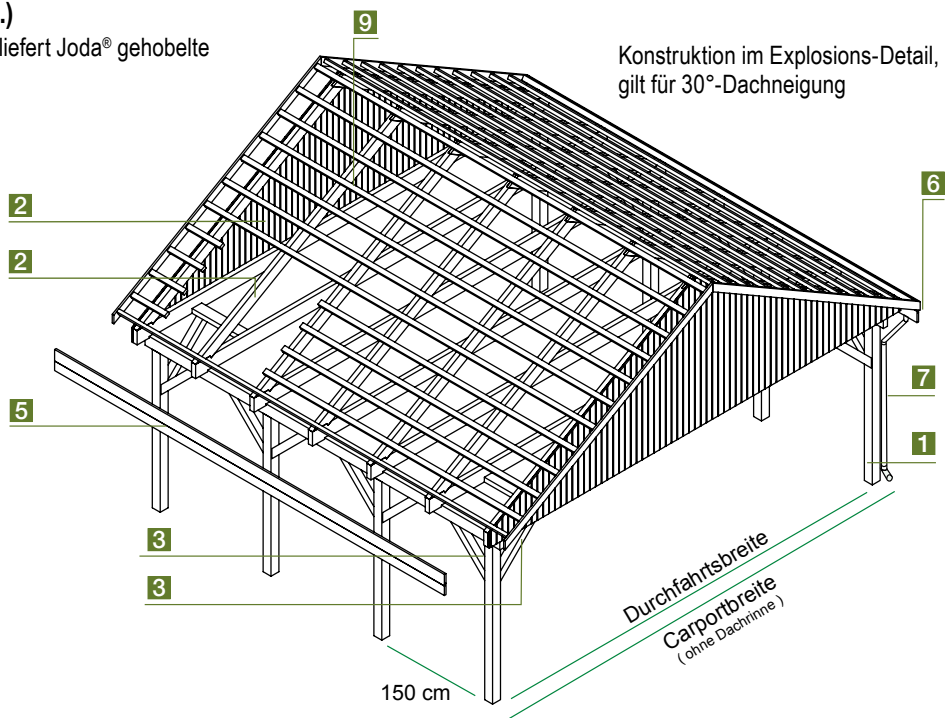 .)
liefert Joda® gehobelte
9
Konstruktion im Explosions-Detail,
gilt für 30°-Dachneigung
6
2
2
7
5
1
3
3
Durchfahrtsbreite
Carportbreite
( ohne Dachrinne )
150 cm